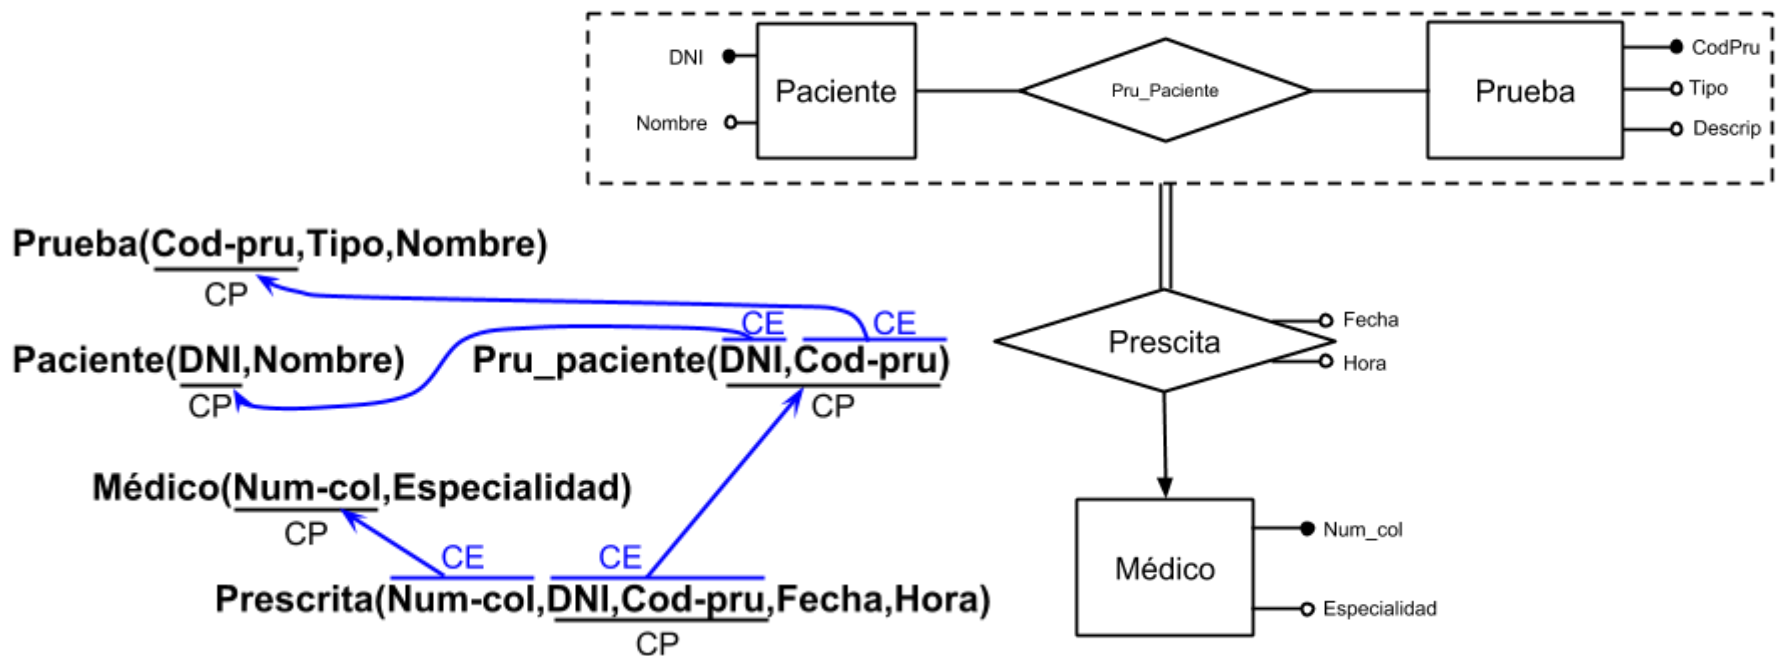 DNI
Nombre
Paciente
Pru_Paciente
Prueba
CodPru
Tipo
Descrip
Prueba(Cod-pru,Tipo,Nombre)
CP
CE
CE
Paciente(DNI,Nombre)
CP
Pru_paciente(DNI,Cod-pru)
CP
Prescita
Fecha
Hora
Médico(Num-col,Especialidad)
CP
CE
CE
Prescrita(Num-col,DNI,Cod-pru,Fecha,Hora)
CP
Médico
Num_col
Especialidad